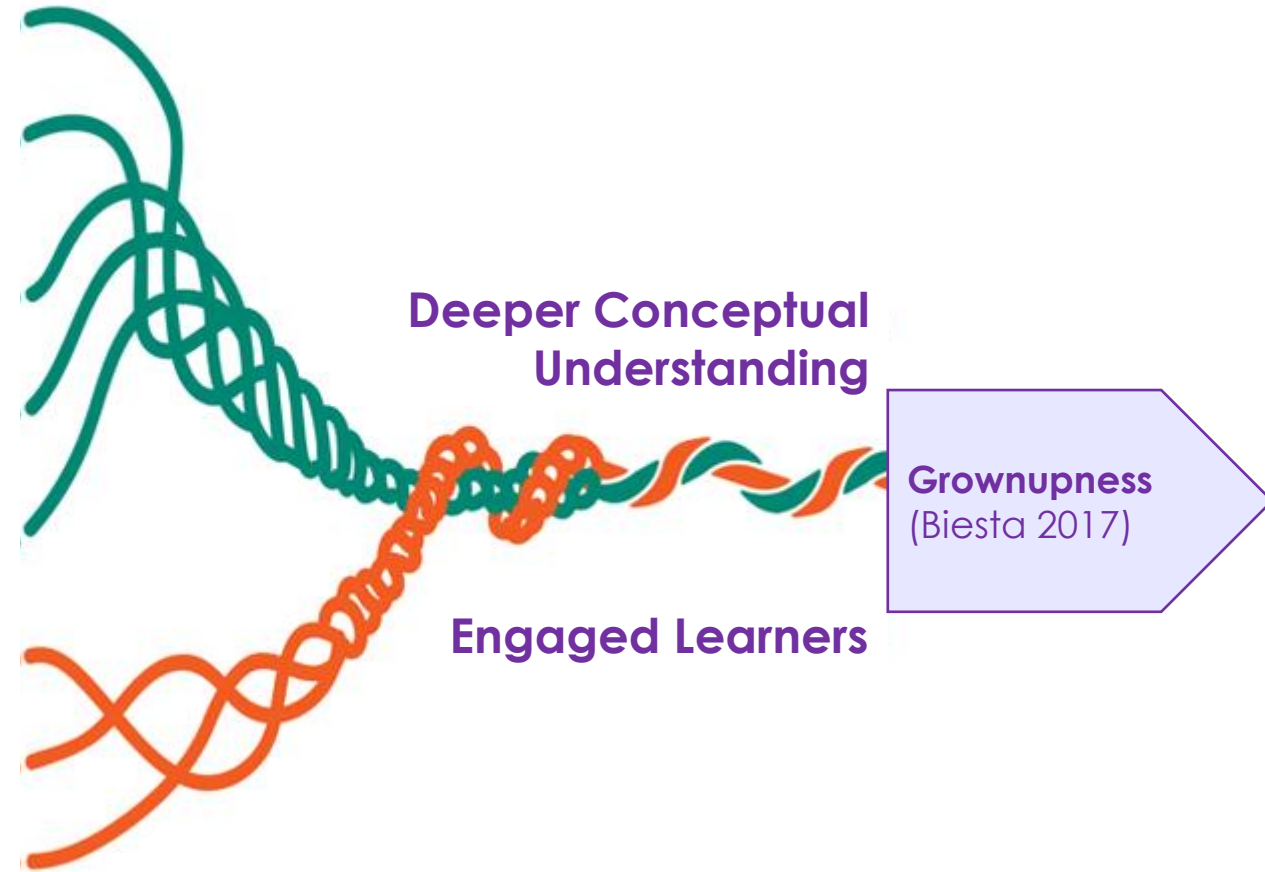 Deeper Conceptual
Understanding
Grownupness
(Biesta 2017)
Engaged Learners